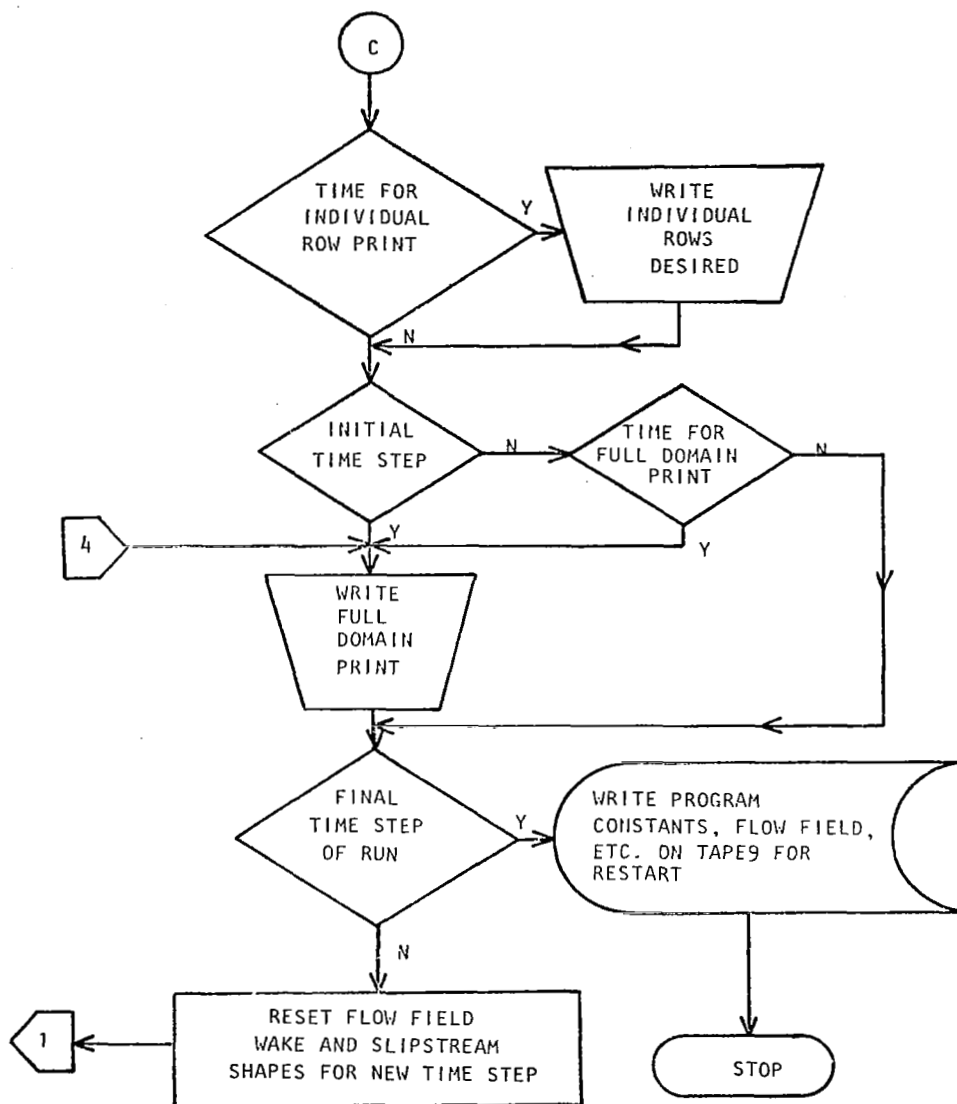 C
TIME FOR
INDIVIDUAL
ROW PRINT
Y
WRITE
INDIVIDUAL
ROWS
DESIRED
N
INITIAL
TIME STEP
N
TIME FOR
FULL DOMAIN
PRINT
N
4
Y
Y
WRITE
FULL
DOMAIN
PRINT
FINAL
TIME STEP
OF RUN
Y
WRITE PROGRAM
CONSTANTS, FLOW FIELD,
ETC. ON TAPE9 FOR
RESTART
N
1
RESET FLOW FIELD
WAKE AND SLIPSTREAM
SHAPES FOR NEW TIME STEP
STOP